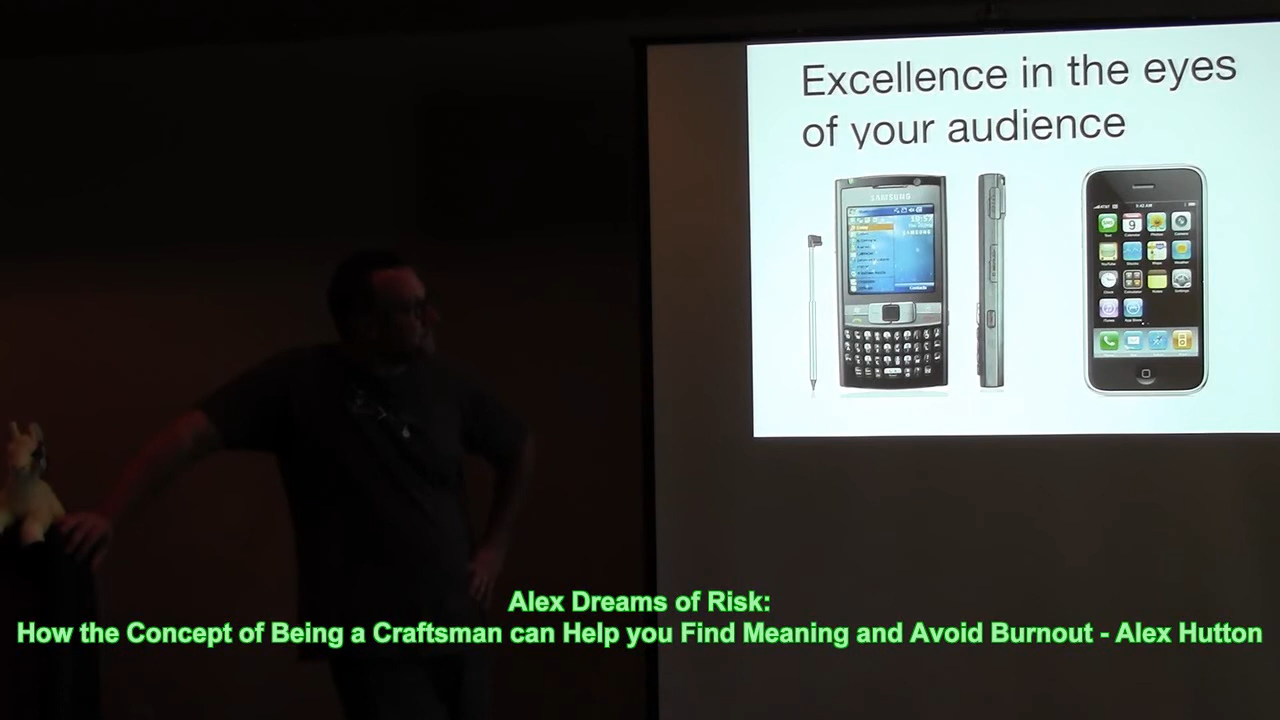 Excellence in the eyes
of your audience
SAMSUNG
Alex Dreams of Risk:
How the Concept of Being a Craftsman can Help you Find Meaning and Avoid Burnout - Alex Hutton